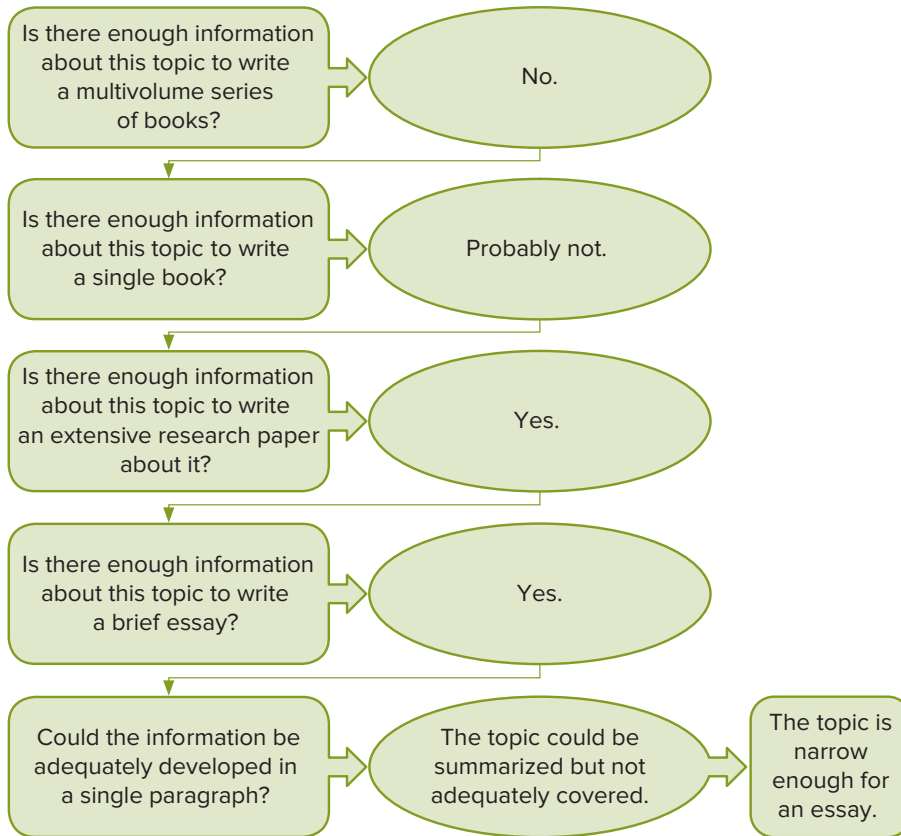 Is there enough information
about this topic to write
a multivolume series
of books?
No.
Is there enough information
about this topic to write
a single book?
Probably not.
Is there enough information
about this topic to write
an extensive research paper
about it?
Yes.
Is there enough information
about this topic to write
a brief essay?
Yes.
Could the information be
adequately developed in
a single paragraph?
The topic could be
summarized but not
adequately covered.
The topic is
narrow
enough for
an essay.